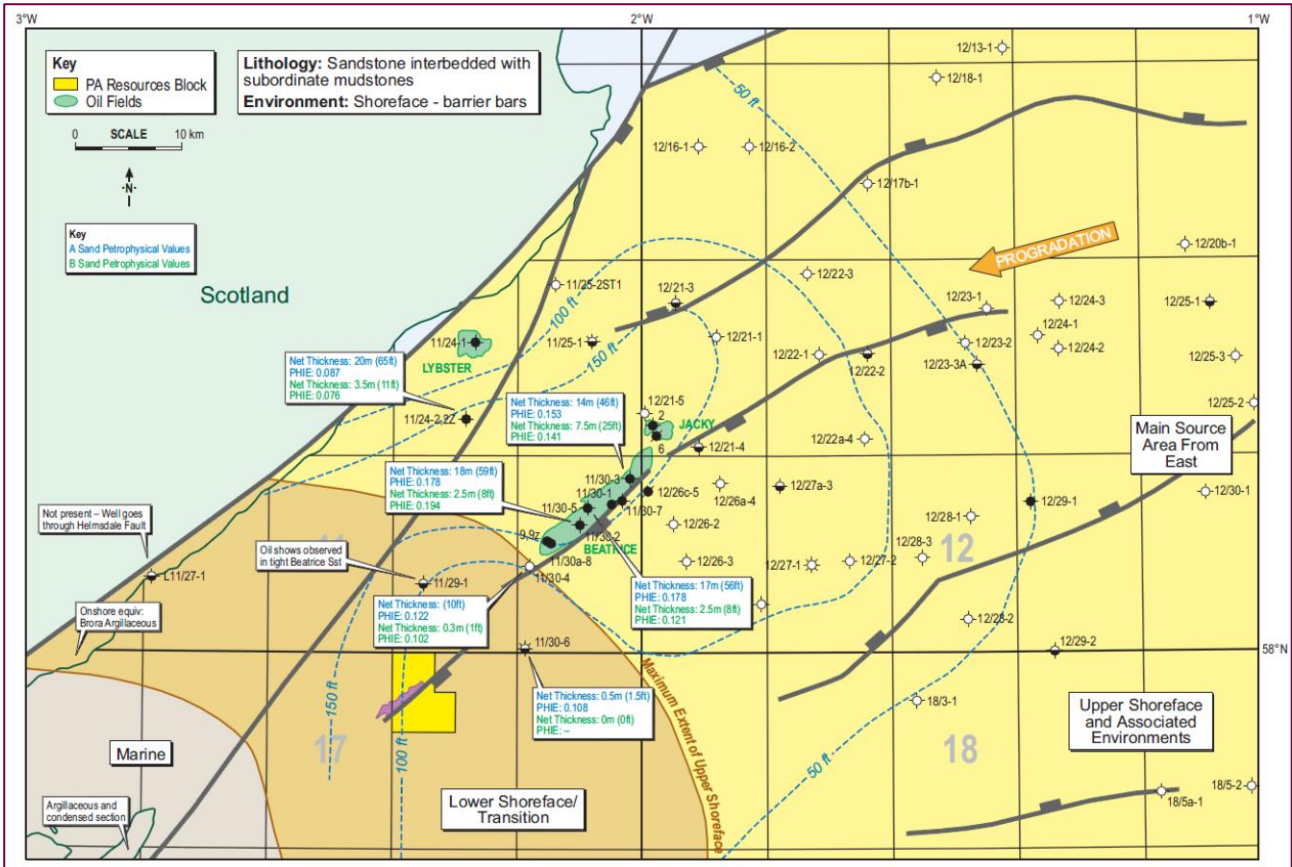 3°W
2°W
1°W
Key
PA Resources Block
Oil Fields
Lithology: Sandstone interbedded with
subordinate mudstones
Environment: Shoreface - barrier bars
0 SCALE 10 km
N
Key
A Sand Petrophysical Values
B Sand Petrophysical Values
Scotland
50 ft
12/13-1
12/18-1
12/16-1
12/16-2
12/17b-1
12/20b-1
PROGRADATION
11/25-2ST1
100 ft
150 ft
12/21-3
12/22-3
12/23-1
12/24-3
12/25-1
11/24-1
LYBSTER
11/25-1
12/21-1
12/22-1
12/22-2
12/23-2
12/23-3A
12/24-1
12/24-2
12/25-3
12/25-2
Net Thickness: 20m (65ft)
PHIE: 0.087
Net Thickness: 3.5m (11ft)
PHIE: 0.076
11/24-2,2Z
Net Thickness: 14m (46ft)
PHIE: 0.153
Net Thickness: 7.5m (25ft)
PHIE: 0.141
12/21-5
2
JACKY
6
12/21-4
12/22a-4
Main Source
Area From
East
Net Thickness: 18m (59ft)
PHIE: 0.178
Net Thickness: 2.5m (8ft)
PHIE: 0.194
11/30-3
11/30-1
11/30-5
12/26c-5
11/30-7
12/26a-4
12/27a-3
12/29-1
12/30-1
Not present – Well goes
through Helmsdale Fault
11
9,9z
11/30-2
BEATRICE
12/26-2
12/28-1
12
Oil shows observed
in tight Beatrice Sst
11/30a-8
11/30-4
12/26-3
12/27-1
12/27-2
12/28-3
L11/27-1
11/29-1
Net Thickness: 17m (56ft)
PHIE: 0.178
Net Thickness: 2.5m (8ft)
PHIE: 0.121
Onshore equiv:
Brora Argillaceous
Net Thickness: (10ft)
PHIE: 0.122
Net Thickness: 0.3m (1ft)
PHIE: 0.102
12/28-2
11/30-6
12/29-2
58°N
Maximum Extent of Upper Shoreface
Net Thickness: 0.5m (1.5ft)
PHIE: 0.108
Net Thickness: 0m (0ft)
PHIE: –
150 ft
100 ft
50 ft
18/3-1
Upper Shoreface
and Associated
Environments
Marine
17
18
Argillaceous and
condensed section
Lower Shoreface/
Transition
18/5a-1
18/5-2